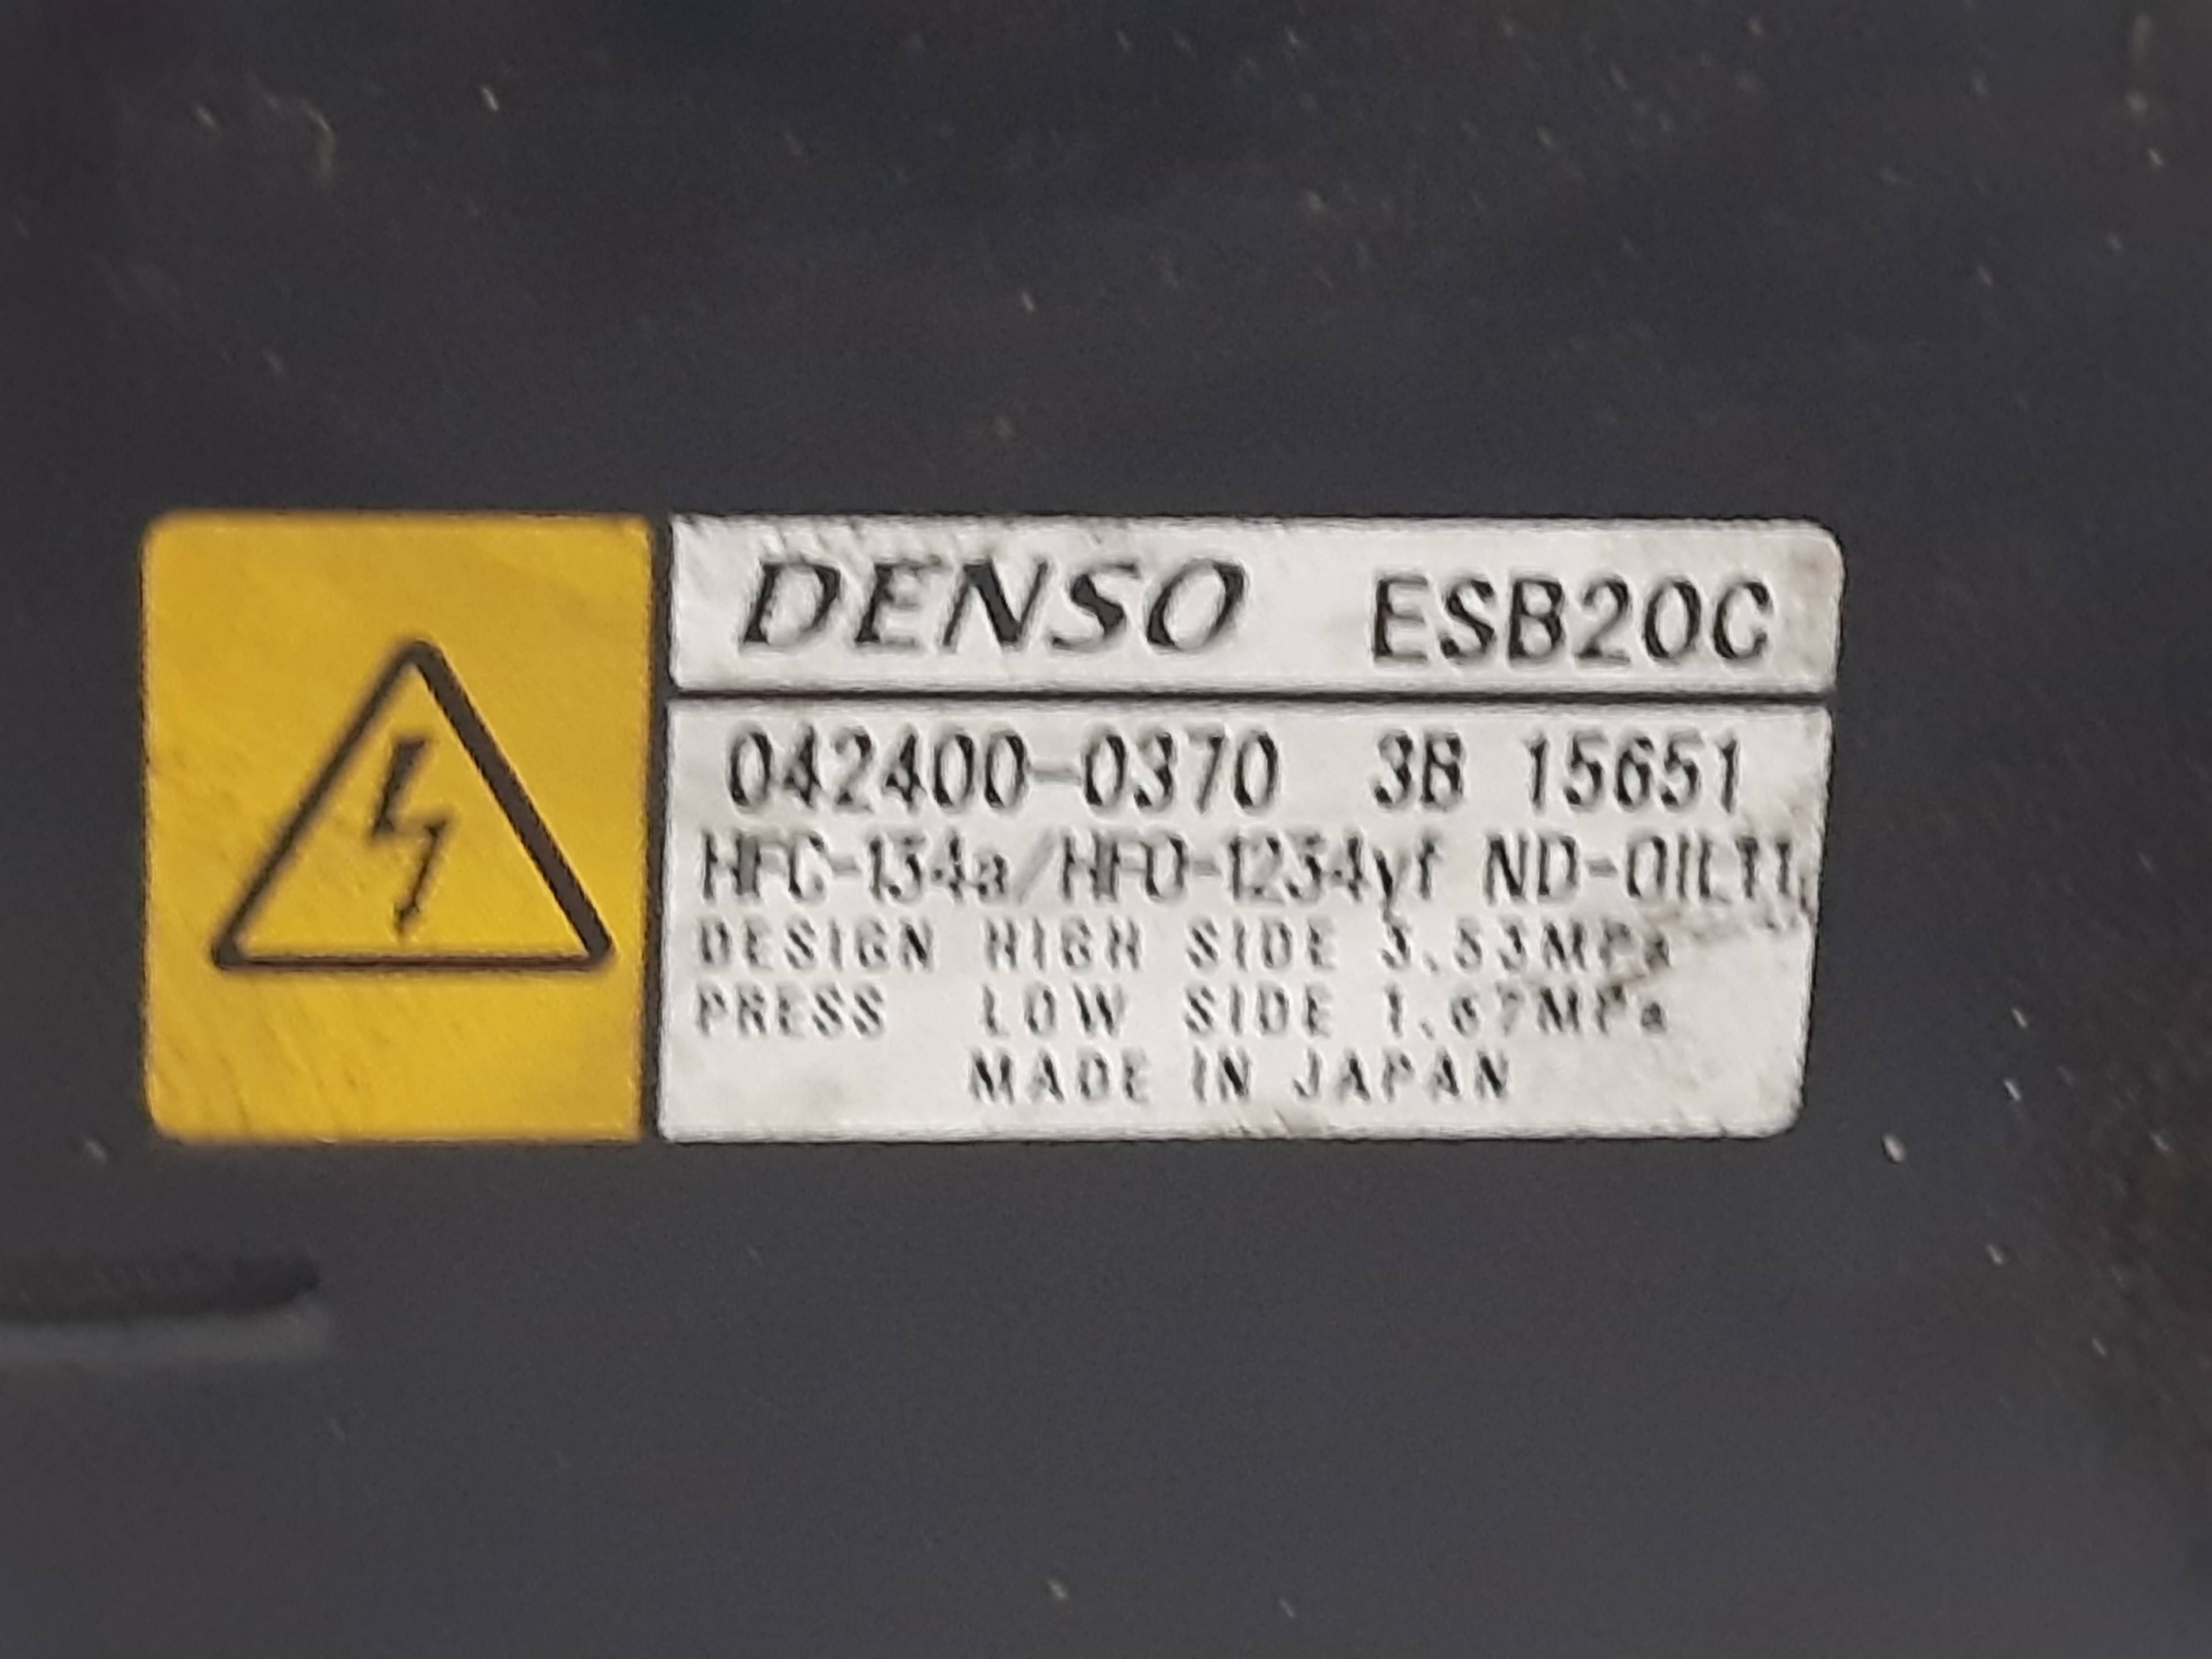 DENSO ESB20C
042400-0370 3B 15651
HFC-134a/HFO-1234yf ND-OIL11
DESIGN HIGH SIDE 3.53MPa
PRESS LOW SIDE 1.67MPa
MADE IN JAPAN